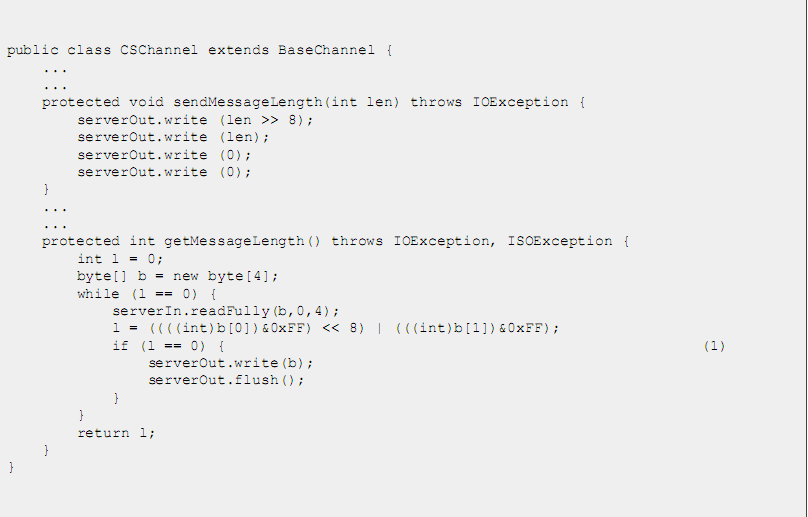 public class CSChannel extends BaseChannel {
    ...
    ...
    protected void sendMessageLength(int len) throws IOException {
        serverOut.write (len >> 8);
        serverOut.write (len);
        serverOut.write (0);
        serverOut.write (0);
    }
    ...
    ...
    protected int getMessageLength() throws IOException, ISOException {
        int l = 0;
        byte[] b = new byte[4];
        while (l == 0) {
            serverIn.readFully(b,0,4);
            l = ((((int)b[0])&0xFF) << 8) | (((int)b[1])&0xFF);
            if (l == 0) { (1)
                serverOut.write(b);
                serverOut.flush();
            }
        }
        return l;
    }
}